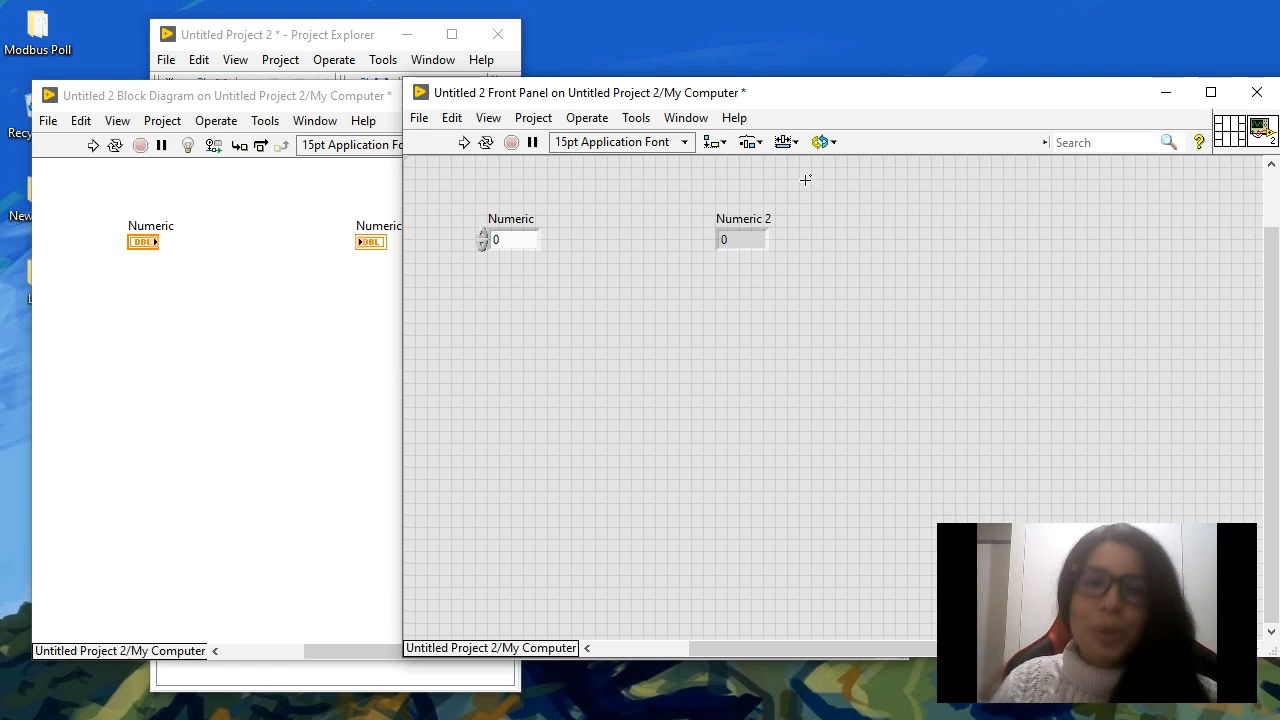 Modbus Poll
Recy
New
Untitled Project 2 * - Project Explorer
File Edit View Project Operate Tools Window Help
Untitled 2 Block Diagram on Untitled Project 2/My Computer *
File Edit View Project Operate Tools Window Help
15pt Application Fo
Numeric
DBL
Numeric
DBL
Untitled Project 2/My Computer
Untitled 2 Front Panel on Untitled Project 2/My Computer *
File Edit View Project Operate Tools Window Help
15pt Application Font
Search
?
2
Numeric
0
Numeric 2
0
Untitled Project 2/My Computer